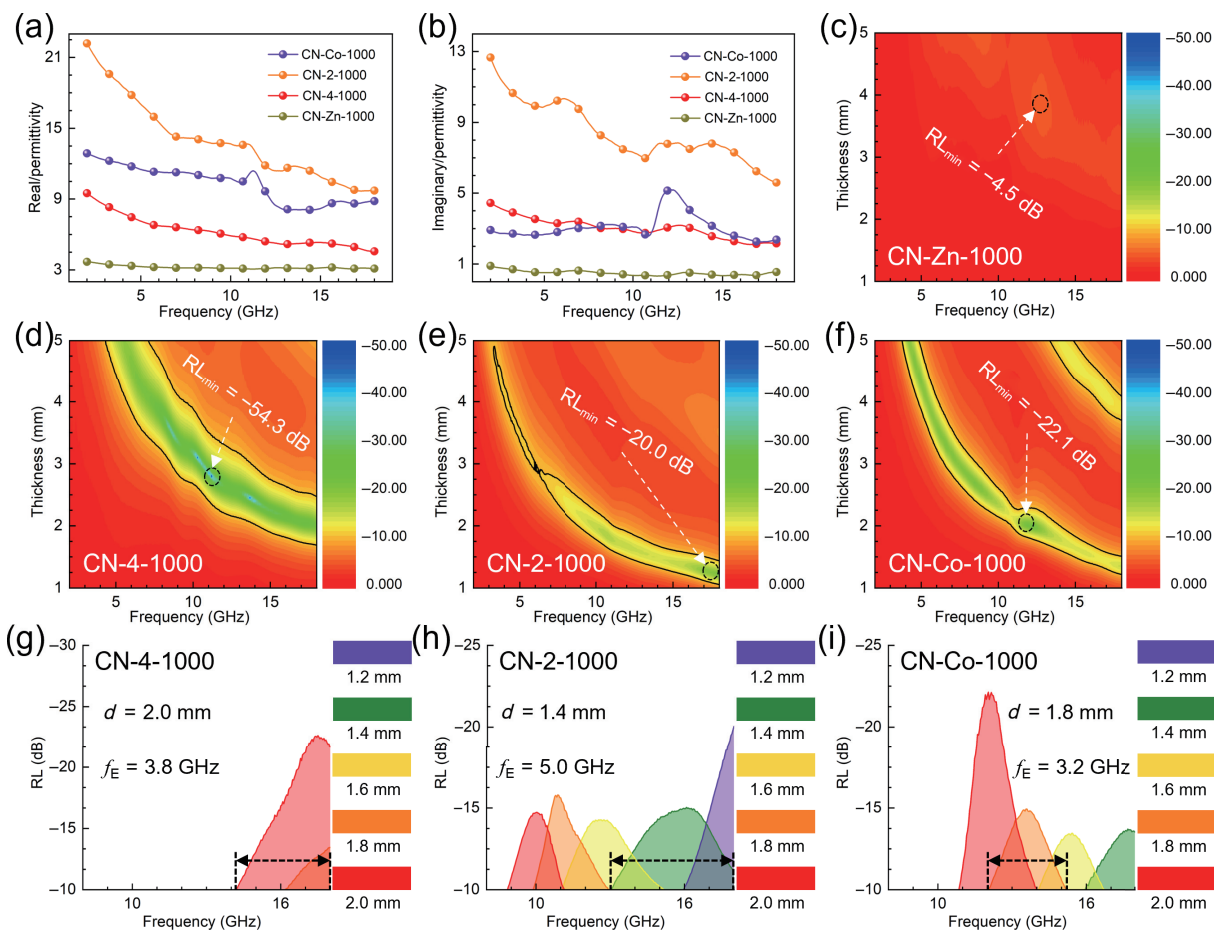 (a)
21
15
9
3
Real/permittivity
5
10
15
Frequency (GHz)
CN-Co-1000
CN-2-1000
CN-4-1000
CN-Zn-1000
(b)
13
9
5
1
Imaginary/permittivity
5
10
15
Frequency (GHz)
CN-Co-1000
CN-2-1000
CN-4-1000
CN-Zn-1000
(c)
5
4
3
2
1
Thickness (mm)
RLmin = −4.5 dB
CN-Zn-1000
5
10
15
Frequency (GHz)
−50.00
−40.00
−30.00
−20.00
−10.00
0.000
(d)
5
4
3
2
1
Thickness (mm)
RLmin = −54.3 dB
CN-4-1000
5
10
15
Frequency (GHz)
−50.00
−40.00
−30.00
−20.00
−10.00
0.000
(e)
5
4
3
2
1
Thickness (mm)
RLmin = −20.0 dB
CN-2-1000
5
10
15
Frequency (GHz)
−50.00
−40.00
−30.00
−20.00
−10.00
0.000
(f)
5
4
3
2
1
Thickness (mm)
RLmin = −22.1 dB
CN-Co-1000
5
10
15
Frequency (GHz)
−50.00
−40.00
−30.00
−20.00
−10.00
0.000
(g)
−30
−25
−20
−15
−10
RL (dB)
CN-4-1000
d = 2.0 mm
fE = 3.8 GHz
10
16
Frequency (GHz)
1.2 mm
1.4 mm
1.6 mm
1.8 mm
2.0 mm
(h)
−25
−20
−15
−10
RL (dB)
CN-2-1000
d = 1.4 mm
fE = 5.0 GHz
10
16
Frequency (GHz)
1.2 mm
1.4 mm
1.6 mm
1.8 mm
2.0 mm
(i)
−25
−20
−15
−10
RL (dB)
CN-Co-1000
d = 1.8 mm
fE = 3.2 GHz
10
16
Frequency (GHz)
1.2 mm
1.4 mm
1.6 mm
1.8 mm
2.0 mm